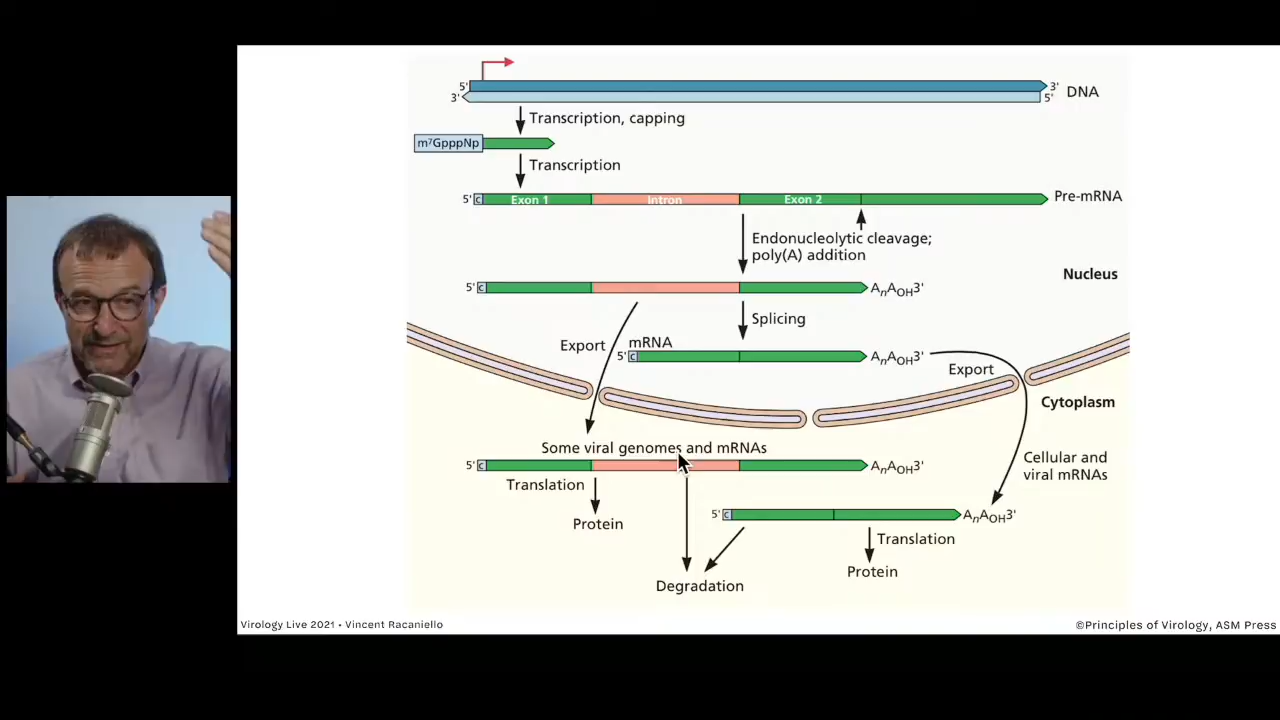 5' 3'
3' 5'
DNA
Transcription, capping
m⁷GpppNp
Transcription
5' c Exon 1 Intron Exon 2 Pre-mRNA
Endonucleolytic cleavage;
poly(A) addition
Nucleus
5' c AnAOH3'
Splicing
Export
mRNA
5' c AnAOH3'
Export
Cytoplasm
Some viral genomes and mRNAs
5' c AnAOH3'
Cellular and
viral mRNAs
Translation
Protein
5' c AnAOH3'
Translation
Protein
Degradation
Virology Live 2021 • Vincent Racaniello
©Principles of Virology, ASM Press